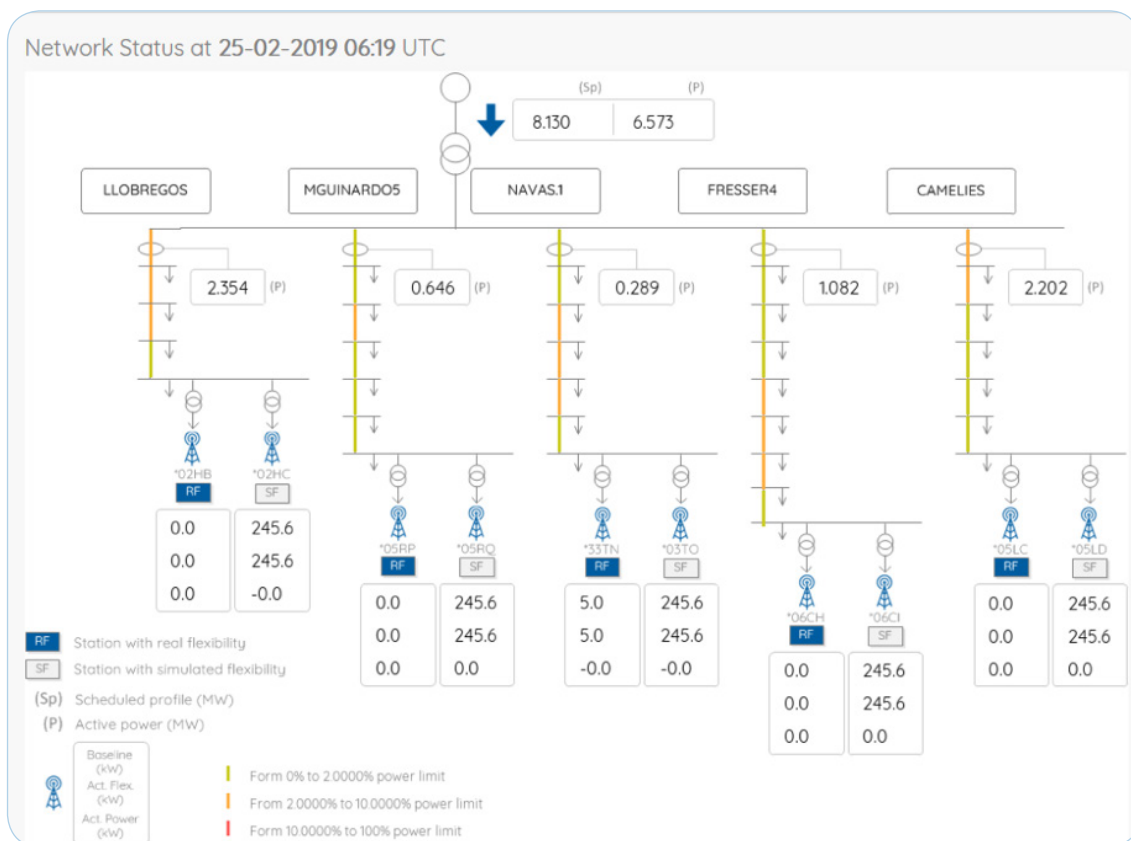 Network Status at 25-02-2019 06:19 UTC
(Sp) (P)
8.130 6.573
LLOBREGOS MGUINARDO5 NAVAS.1 FRESSER4 CAMELIES
2.354 (P) 0.646 (P) 0.289 (P) 1.082 (P) 2.202 (P)
*02HB *02HC
RF SF
0.0 245.6
0.0 245.6
0.0 -0.0
*05RP *05RQ *33TN *03TO *05LC *05LD
RF SF RF SF RF SF
0.0 245.6 5.0 245.6 0.0 245.6
0.0 245.6 5.0 245.6 0.0 245.6
0.0 0.0 -0.0 -0.0 0.0 0.0
*06CH *06CI
RF SF
0.0 245.6
0.0 245.6
0.0 0.0
RF Station with real flexibility
SF Station with simulated flexibility
(Sp) Scheduled profile (MW)
(P) Active power (MW)
Baseline
(kW)
Act. Flex.
(kW)
Act. Power
(kW)
Form 0% to 2.0000% power limit
From 2.0000% to 10.0000% power limit
Form 10.0000% to 100% power limit